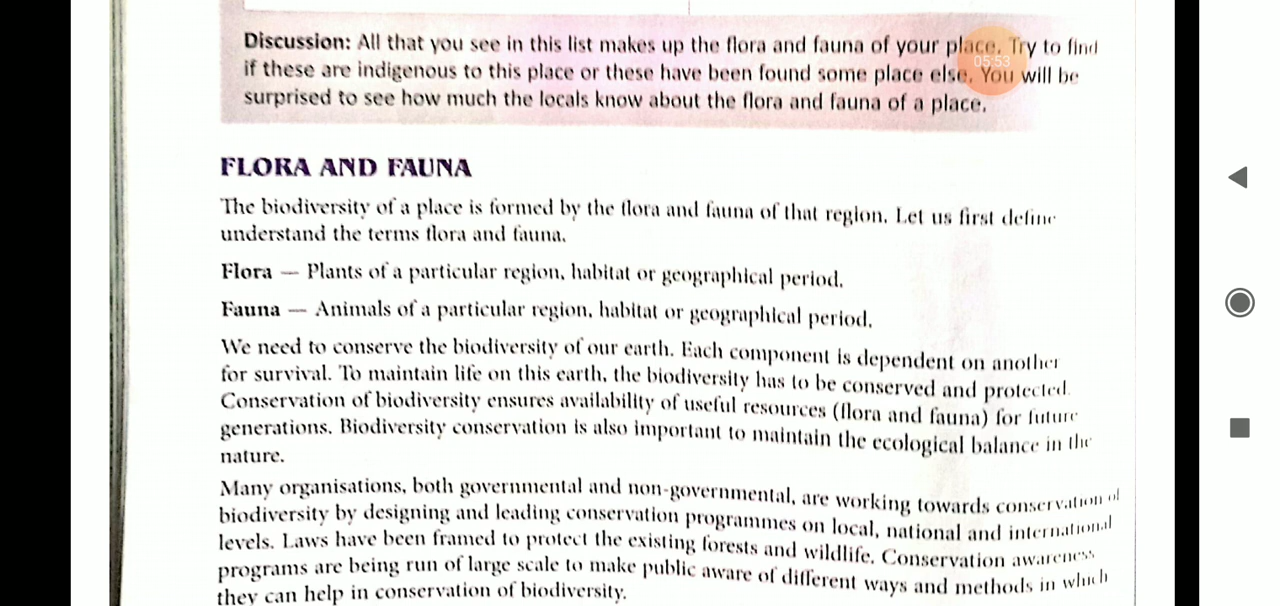 Discussion: All that you see in this list makes up the flora and fauna of your place. Try to find
05:53
if these are indigenous to this place or these have been found some place else. You will be
surprised to see how much the locals know about the flora and fauna of a place.
FLORA AND FAUNA
The biodiversity of a place is formed by the flora and fauna of that region. Let us first define
understand the terms flora and fauna.
Flora — Plants of a particular region, habitat or geographical period.
Fauna — Animals of a particular region, habitat or geographical period.
We need to conserve the biodiversity of our earth. Each component is dependent on another
for survival. To maintain life on this earth, the biodiversity has to be conserved and protected.
Conservation of biodiversity ensures availability of useful resources (flora and fauna) for future
generations. Biodiversity conservation is also important to maintain the ecological balance in the
nature.
Many organisations, both governmental and non-governmental, are working towards conservation of
biodiversity by designing and leading conservation programmes on local, national and international
levels. Laws have been framed to protect the existing forests and wildlife. Conservation awareness
programs are being run of large scale to make public aware of different ways and methods in which
they can help in conservation of biodiversity.